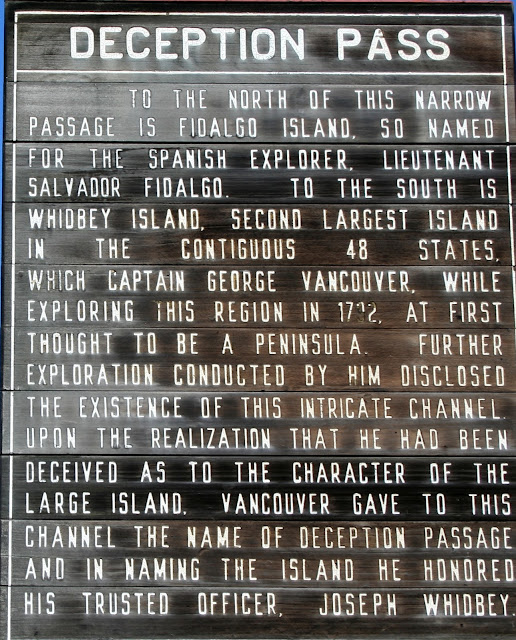 DECEPTION PASS
TO THE NORTH OF THIS NARROW
PASSAGE IS FIDALGO ISLAND, SO NAMED
FOR THE SPANISH EXPLORER, LIEUTENANT
SALVADOR FIDALGO. TO THE SOUTH IS
WHIDBEY ISLAND, SECOND LARGEST ISLAND
IN THE CONTIGUOUS 48 STATES,
WHICH CAPTAIN GEORGE VANCOUVER, WHILE
EXPLORING THIS REGION IN 1792, AT FIRST
THOUGHT TO BE A PENINSULA. FURTHER
EXPLORATION CONDUCTED BY HIM DISCLOSED
THE EXISTENCE OF THIS INTRICATE CHANNEL.
UPON THE REALIZATION THAT HE HAD BEEN
DECEIVED AS TO THE CHARACTER OF THE
LARGE ISLAND, VANCOUVER GAVE TO THIS
CHANNEL THE NAME OF DECEPTION PASSAGE
AND IN NAMING THE ISLAND HE HONORED
HIS TRUSTED OFFICER, JOSEPH WHIDBEY.